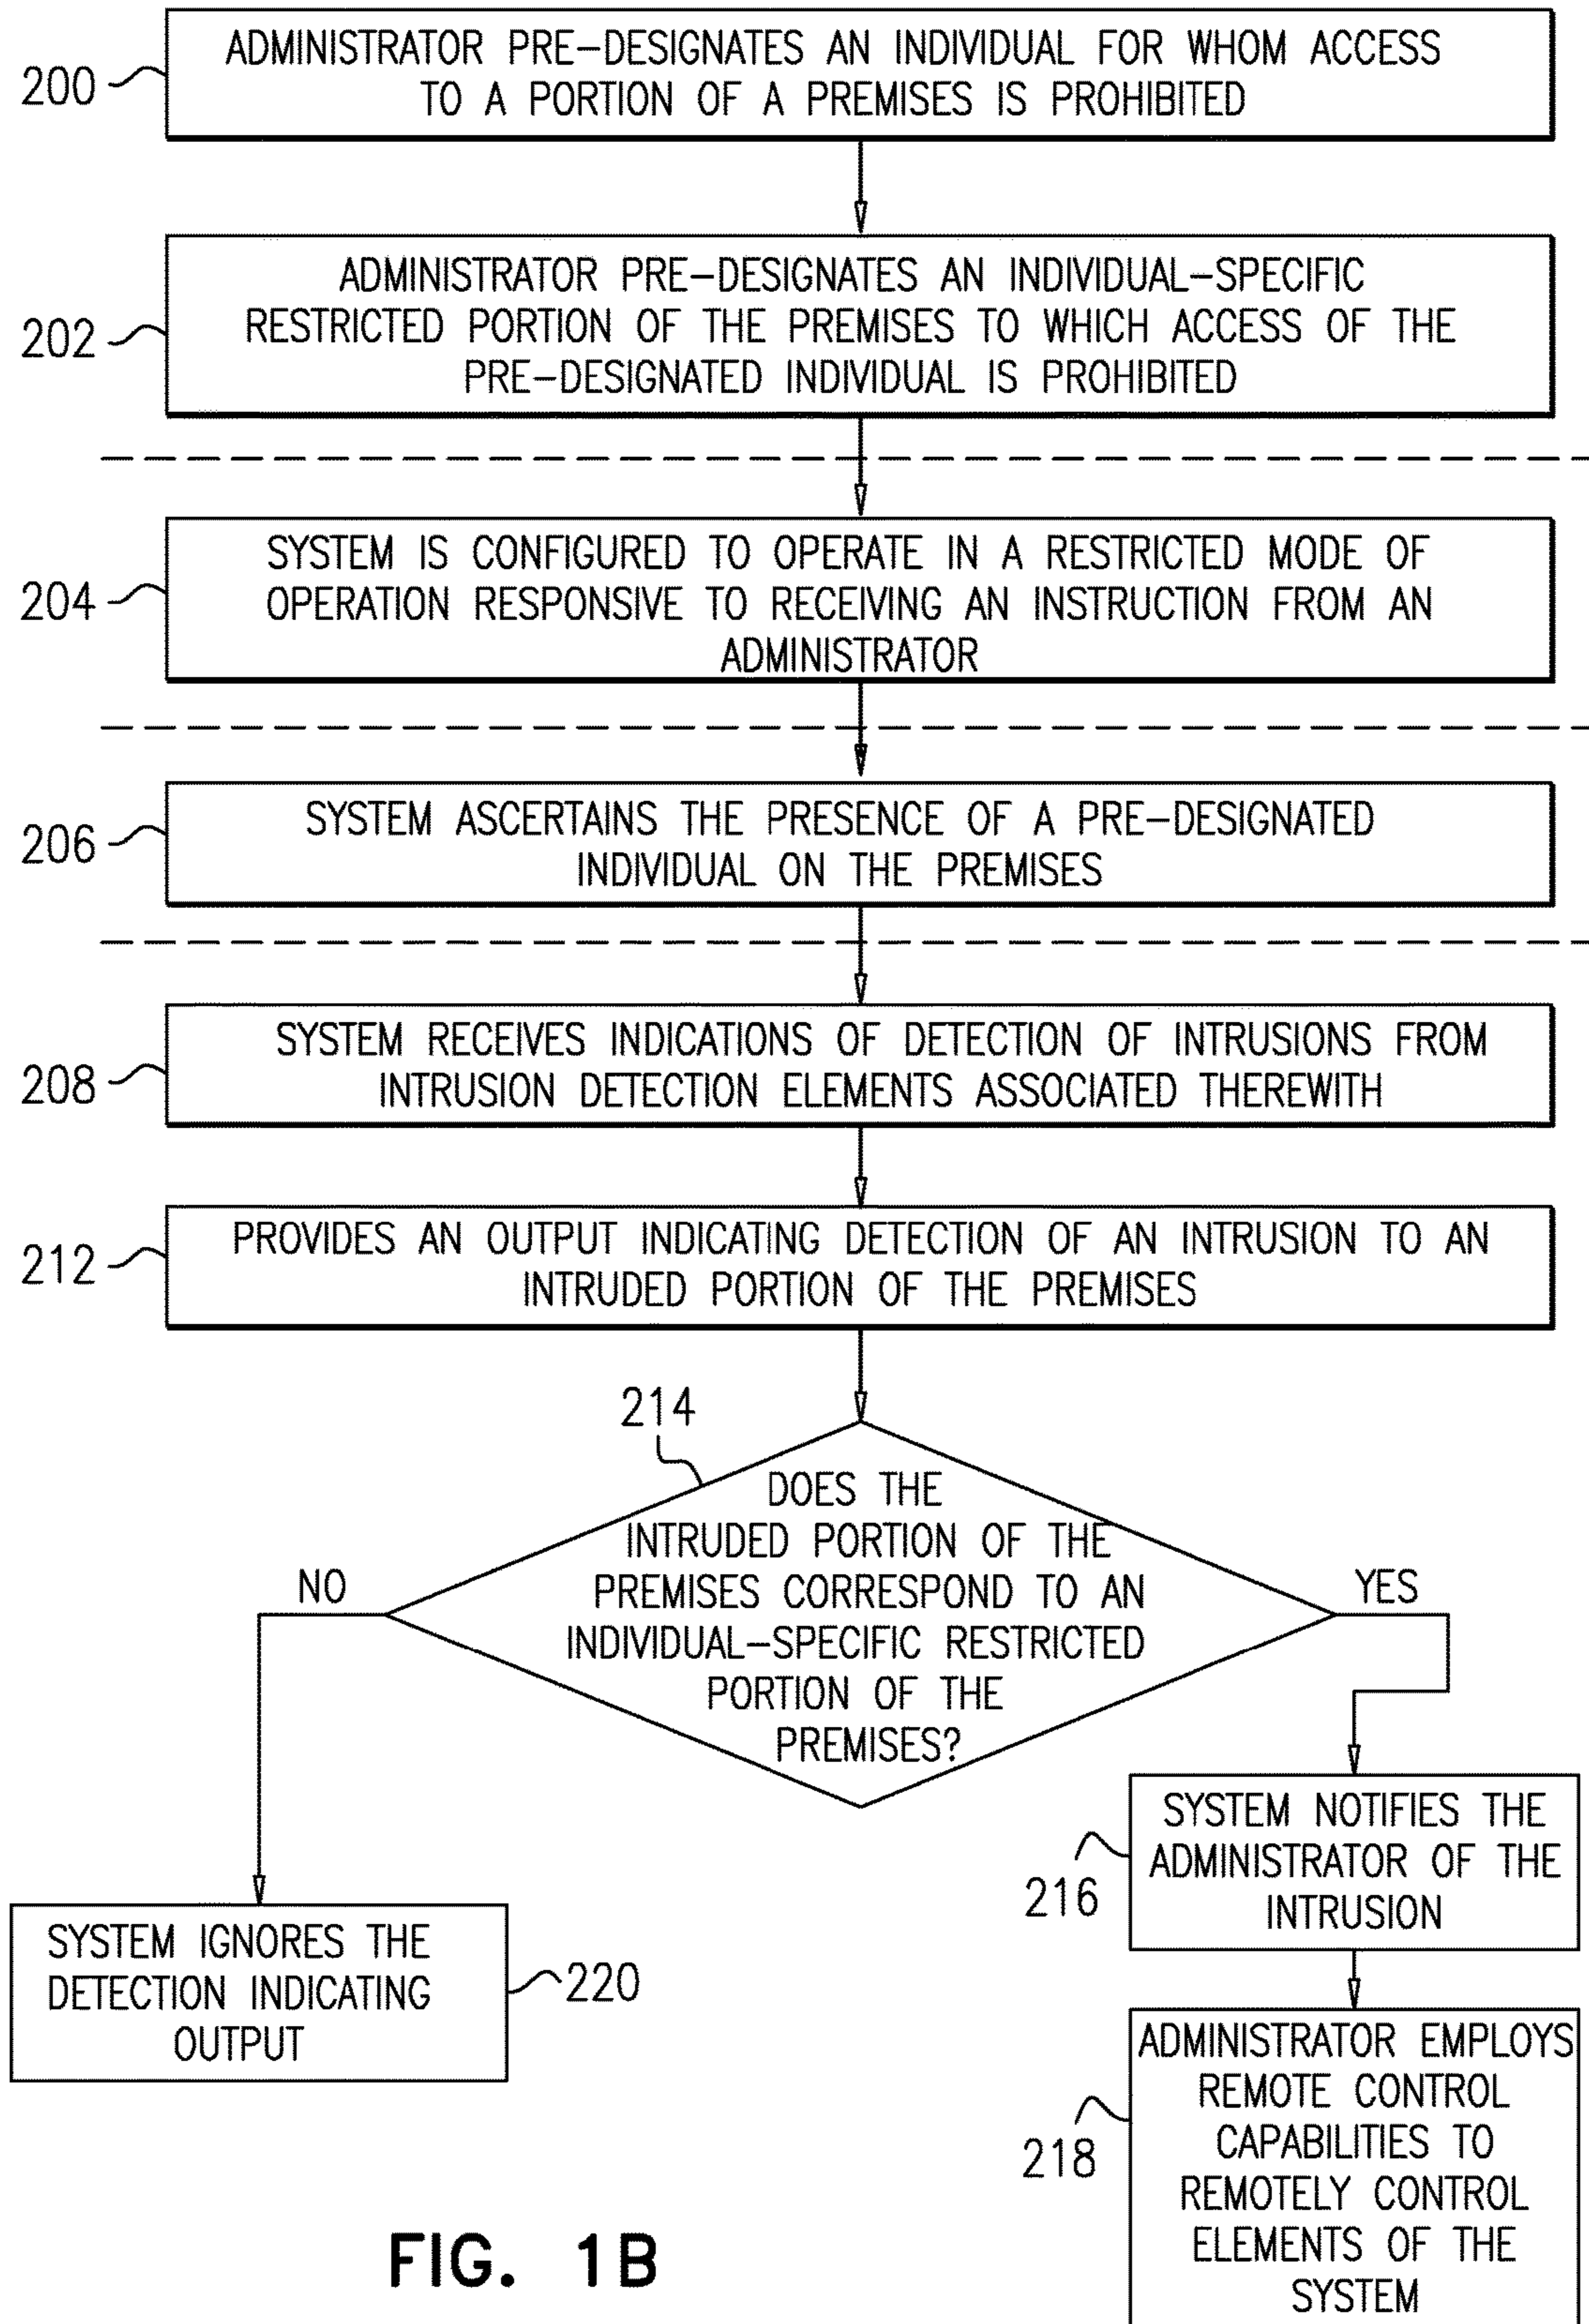 200
ADMINISTRATOR PRE-DESIGNATES AN INDIVIDUAL FOR WHOM ACCESS
TO A PORTION OF A PREMISES IS PROHIBITED
202
ADMINISTRATOR PRE-DESIGNATES AN INDIVIDUAL-SPECIFIC
RESTRICTED PORTION OF THE PREMISES TO WHICH ACCESS OF THE
PRE-DESIGNATED INDIVIDUAL IS PROHIBITED
204
SYSTEM IS CONFIGURED TO OPERATE IN A RESTRICTED MODE OF
OPERATION RESPONSIVE TO RECEIVING AN INSTRUCTION FROM AN
ADMINISTRATOR
206
SYSTEM ASCERTAINS THE PRESENCE OF A PRE-DESIGNATED
INDIVIDUAL ON THE PREMISES
208
SYSTEM RECEIVES INDICATIONS OF DETECTION OF INTRUSIONS FROM
INTRUSION DETECTION ELEMENTS ASSOCIATED THEREWITH
212
PROVIDES AN OUTPUT INDICATING DETECTION OF AN INTRUSION TO AN
INTRUDED PORTION OF THE PREMISES
214
DOES THE
INTRUDED PORTION OF THE
PREMISES CORRESPOND TO AN
INDIVIDUAL-SPECIFIC RESTRICTED
PORTION OF THE
PREMISES?
NO
YES
SYSTEM NOTIFIES THE
ADMINISTRATOR OF THE
INTRUSION
216
SYSTEM IGNORES THE
DETECTION INDICATING
OUTPUT
220
ADMINISTRATOR EMPLOYS
REMOTE CONTROL
CAPABILITIES TO
REMOTELY CONTROL
ELEMENTS OF THE
SYSTEM
218
FIG. 1B